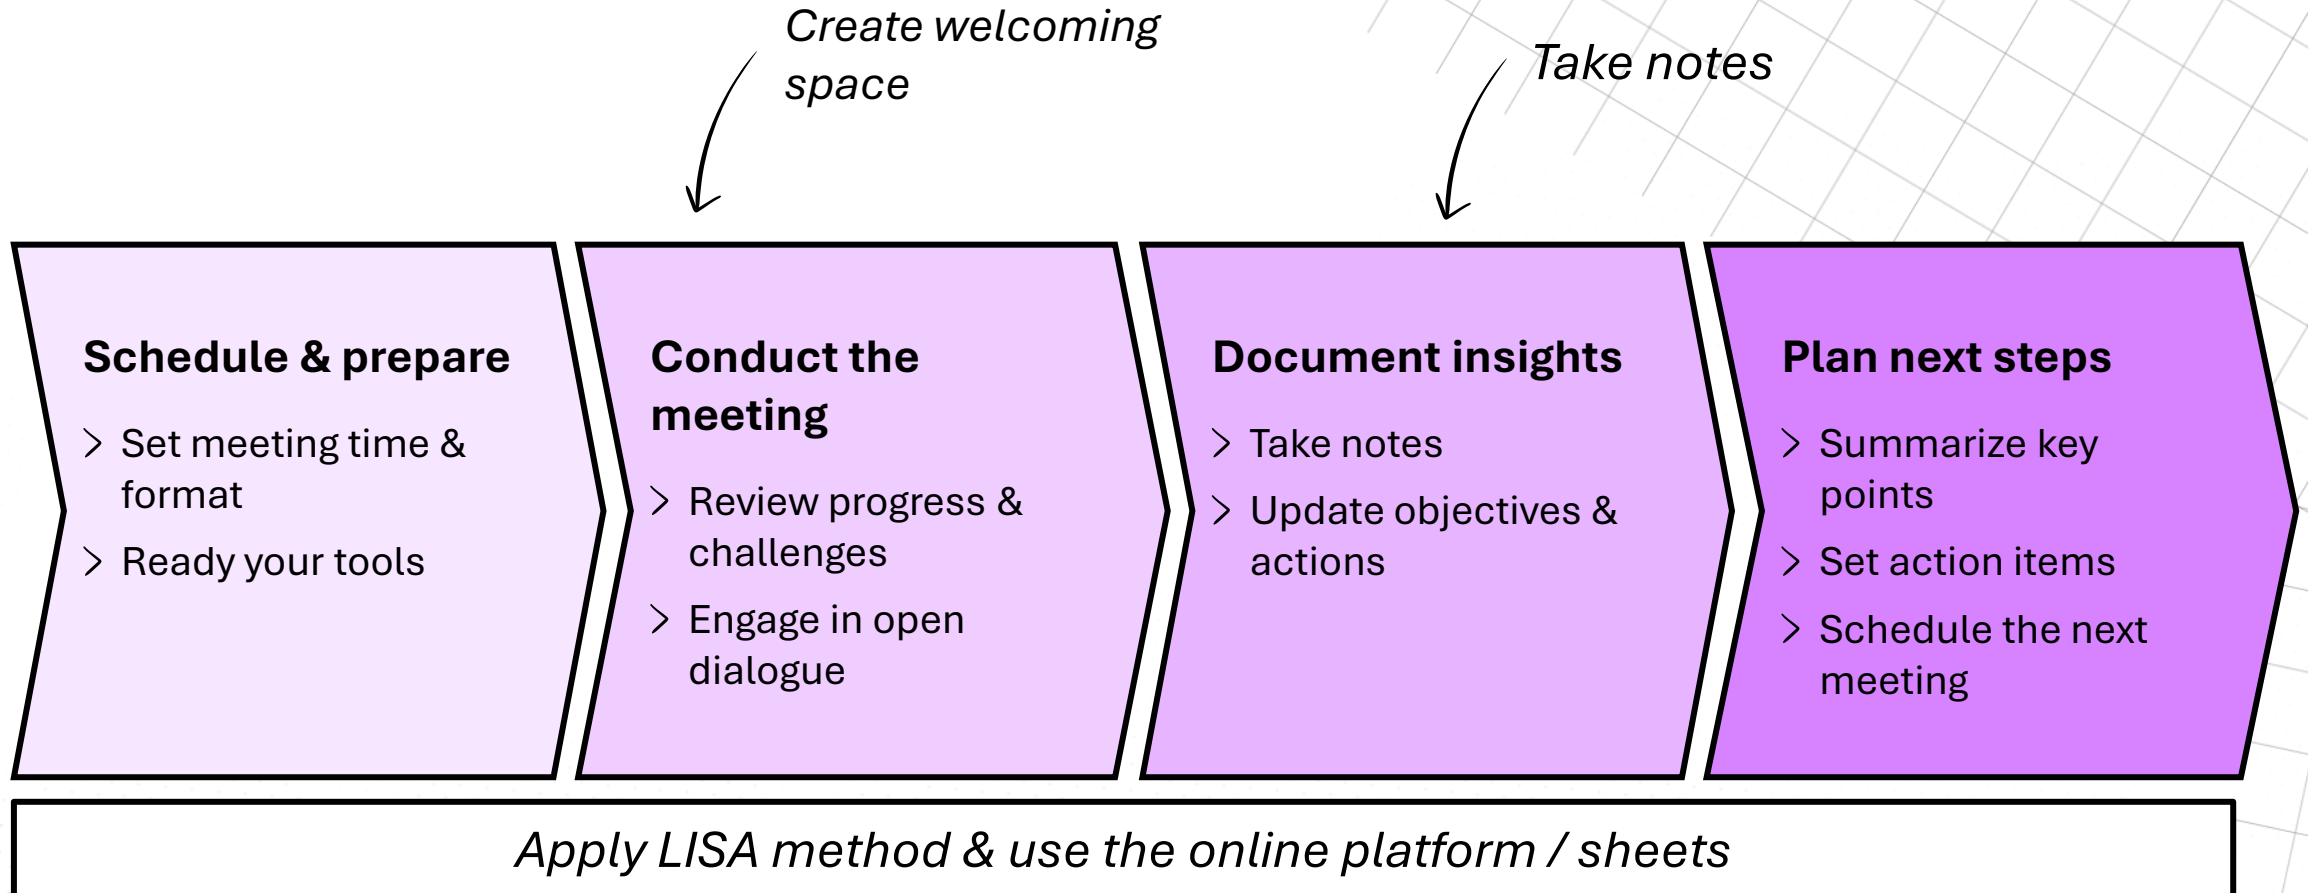 Create welcoming
space
Take notes
Schedule & prepare
> Set meeting time &
format
> Ready your tools
Conduct the
meeting
> Review progress &
challenges
> Engage in open
dialogue
Document insights
> Take notes
> Update objectives &
actions
Plan next steps
> Summarize key
points
> Set action items
> Schedule the next
meeting
Apply LISA method & use the online platform / sheets